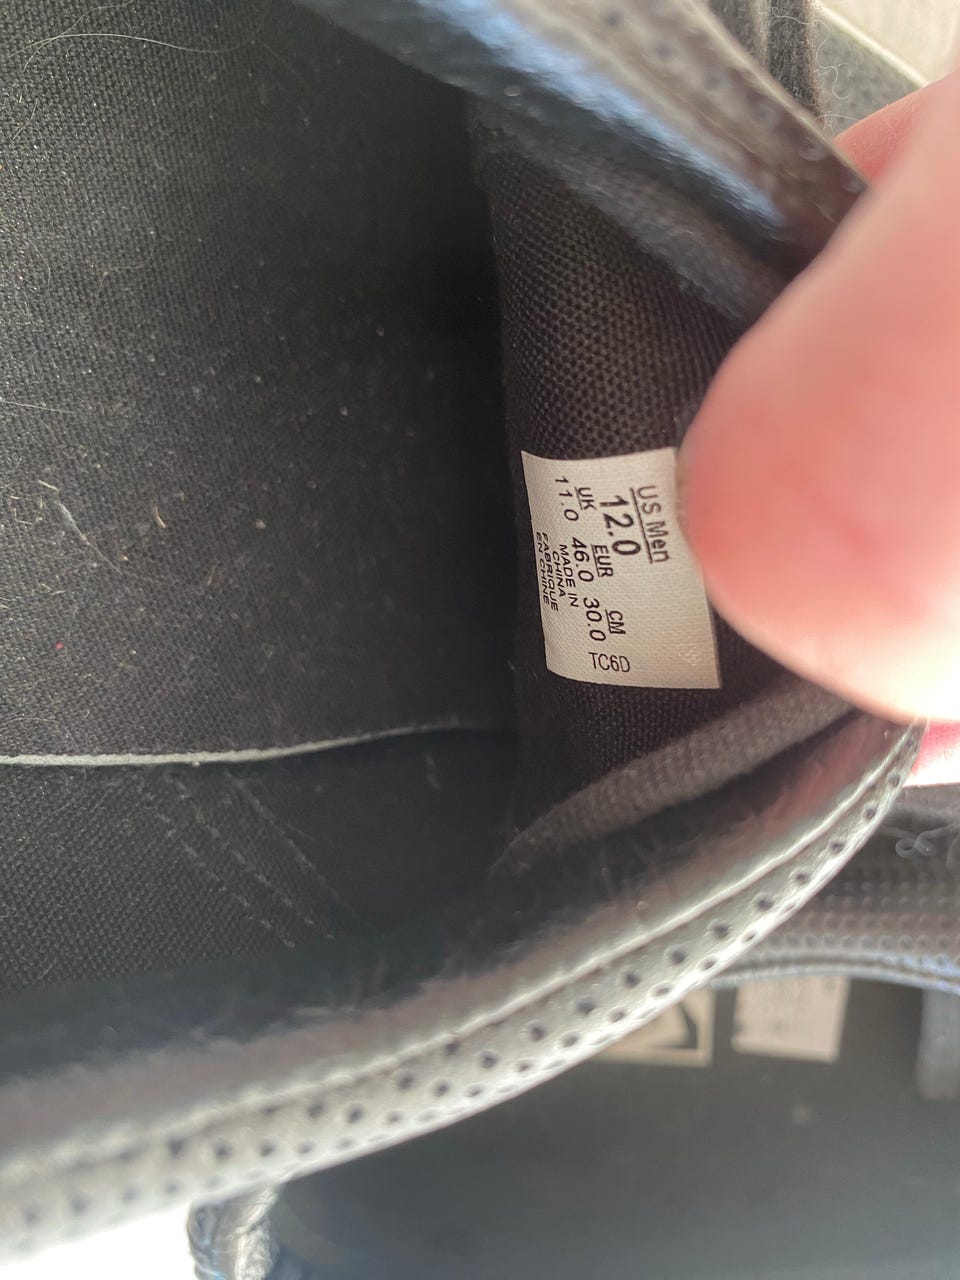 US Men
12.0
UK EUR CM
11.0 46.0 30.0
MADE IN
CHINA
FABRIQUE
EN CHINE
TC6D